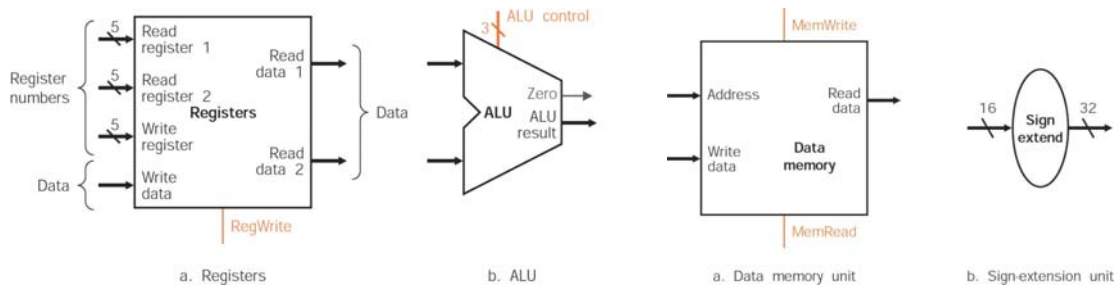 Register
numbers
Data
5
5
5
Read
register 1
Read
register 2
Registers
Write
register
Write
data
Read
data 1
Read
data 2
Data
RegWrite
a. Registers
ALU control
3
ALU
Zero
ALU
result
b. ALU
MemWrite
Address
Read
data
Write
data
Data
memory
MemRead
a. Data memory unit
16
Sign
extend
32
b. Sign-extension unit